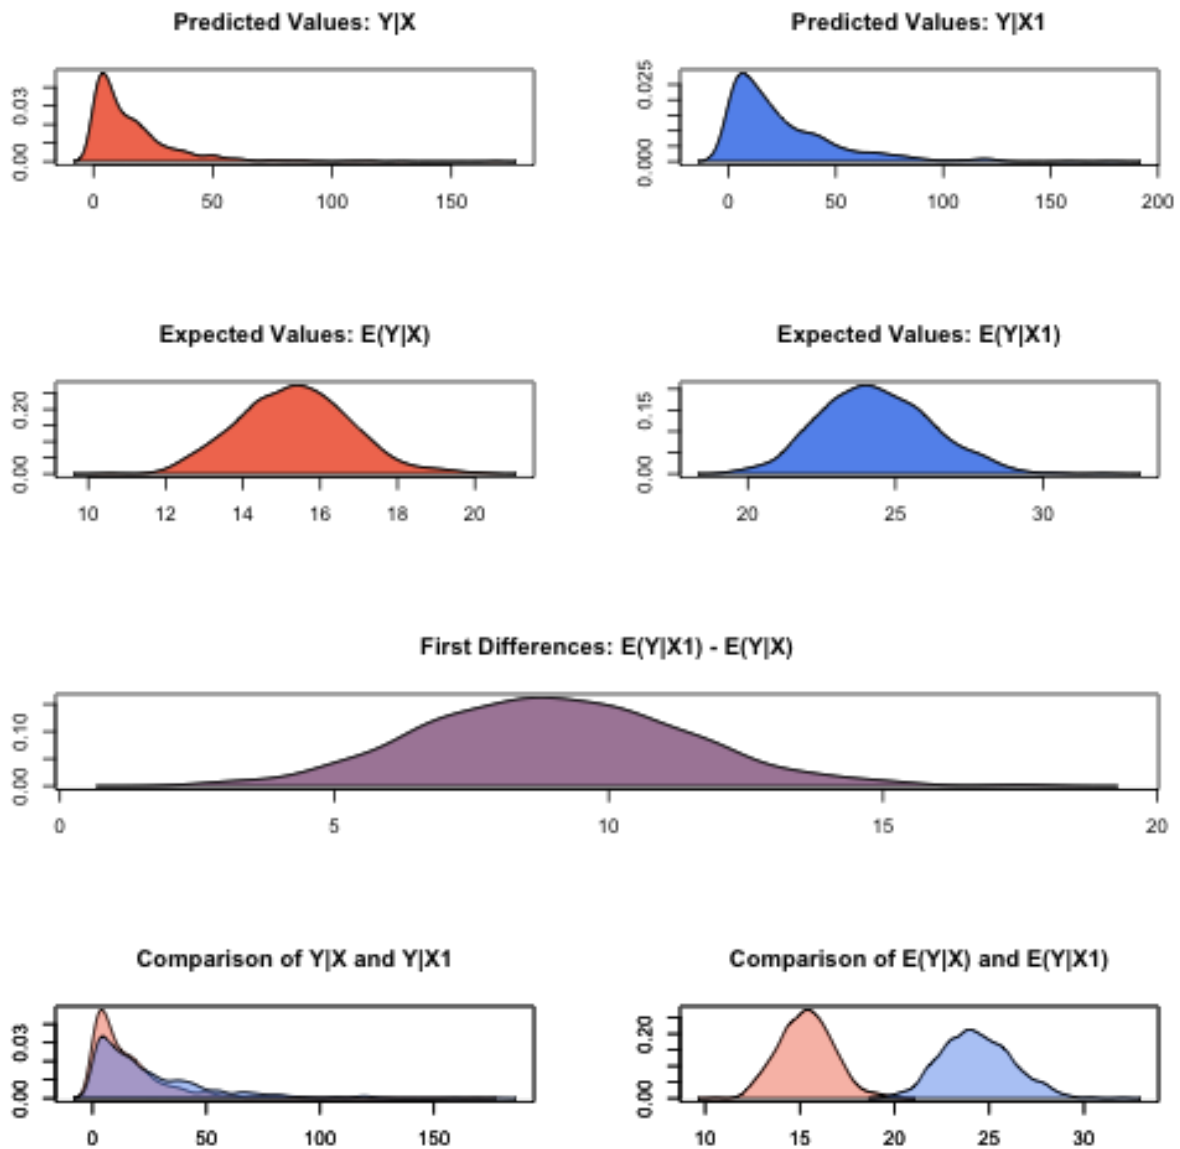 Predicted Values: Y|X
0.00 0.03
0 50 100 150
Predicted Values: Y|X1
0.000 0.025
0 50 100 150 200
Expected Values: E(Y|X)
0.00 0.20
10 12 14 16 18 20
Expected Values: E(Y|X1)
0.00 0.15
20 25 30
First Differences: E(Y|X1) - E(Y|X)
0.00 0.10
0 5 10 15 20
Comparison of Y|X and Y|X1
0.00 0.03
0 50 100 150
Comparison of E(Y|X) and E(Y|X1)
0.00 0.20
10 15 20 25 30